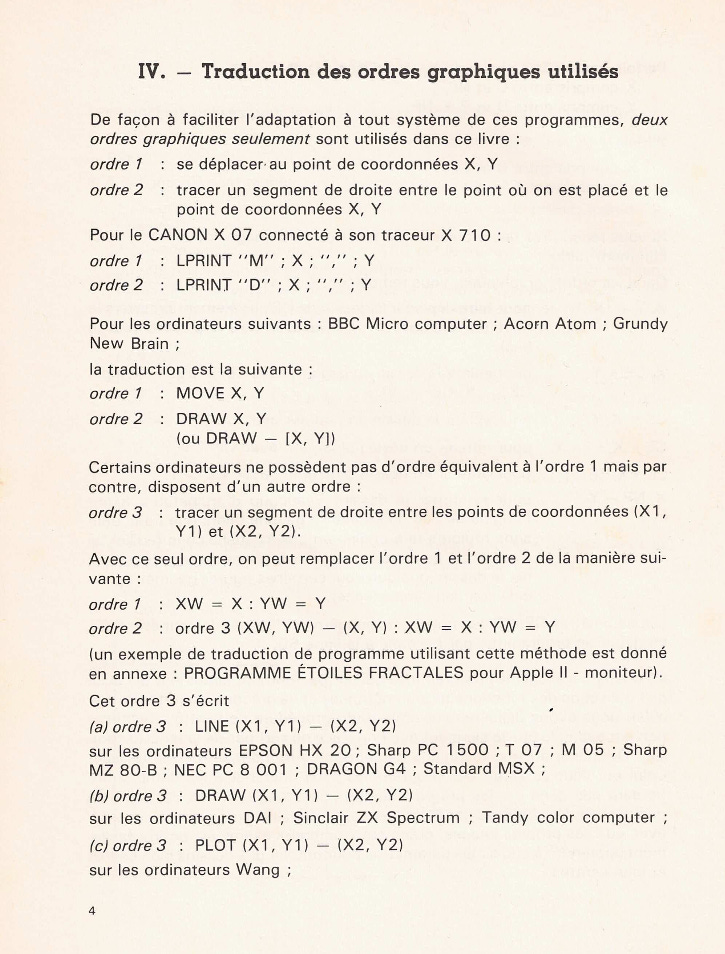 IV. — Traduction des ordres graphiques utilisés
De façon à faciliter l'adaptation à tout système de ces programmes, deux
ordres graphiques seulement sont utilisés dans ce livre :
ordre 1 : se déplacer au point de coordonnées X, Y
ordre 2 : tracer un segment de droite entre le point où on est placé et le
point de coordonnées X, Y
Pour le CANON X 07 connecté à son traceur X 710 :
ordre 1 : LPRINT ''M'' ; X ; '','' ; Y
ordre 2 : LPRINT ''D'' ; X ; '','' ; Y
Pour les ordinateurs suivants : BBC Micro computer ; Acorn Atom ; Grundy
New Brain ;
la traduction est la suivante :
ordre 1 : MOVE X, Y
ordre 2 : DRAW X, Y
(ou DRAW — [X, Y])
Certains ordinateurs ne possèdent pas d'ordre équivalent à l'ordre 1 mais par
contre, disposent d'un autre ordre :
ordre 3 : tracer un segment de droite entre les points de coordonnées (X1,
Y1) et (X2, Y2).
Avec ce seul ordre, on peut remplacer l'ordre 1 et l'ordre 2 de la manière sui-
vante :
ordre 1 : XW = X : YW = Y
ordre 2 : ordre 3 (XW, YW) — (X, Y) : XW = X : YW = Y
(un exemple de traduction de programme utilisant cette méthode est donné
en annexe : PROGRAMME ÉTOILES FRACTALES pour Apple II - moniteur).
Cet ordre 3 s'écrit
(a) ordre 3 : LINE (X1, Y1) — (X2, Y2)
sur les ordinateurs EPSON HX 20 ; Sharp PC 1500 ; T 07 ; M 05 ; Sharp
MZ 80-B ; NEC PC 8 001 ; DRAGON G4 ; Standard MSX ;
(b) ordre 3 : DRAW (X1, Y1) — (X2, Y2)
sur les ordinateurs DAI ; Sinclair ZX Spectrum ; Tandy color computer ;
(c) ordre 3 : PLOT (X1, Y1) — (X2, Y2)
sur les ordinateurs Wang ;
4